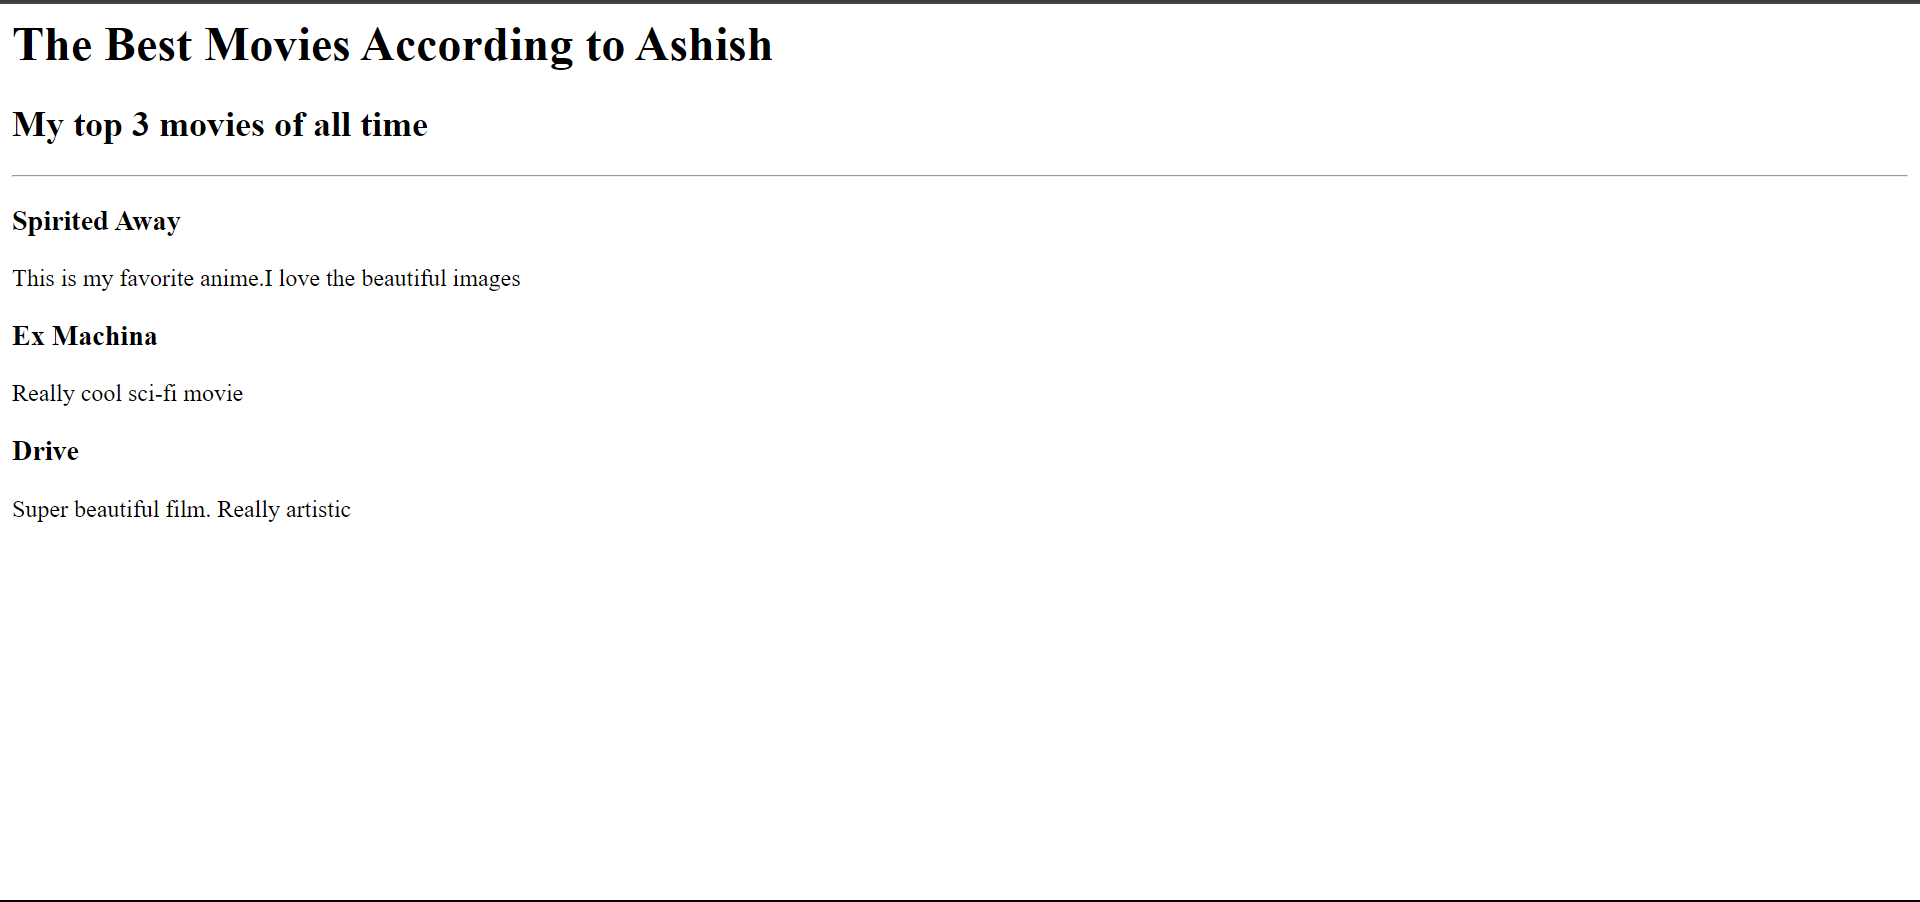 The Best Movies According to Ashish
My top 3 movies of all time
Spirited Away
This is my favorite anime.I love the beautiful images
Ex Machina
Really cool sci-fi movie
Drive
Super beautiful film. Really artistic